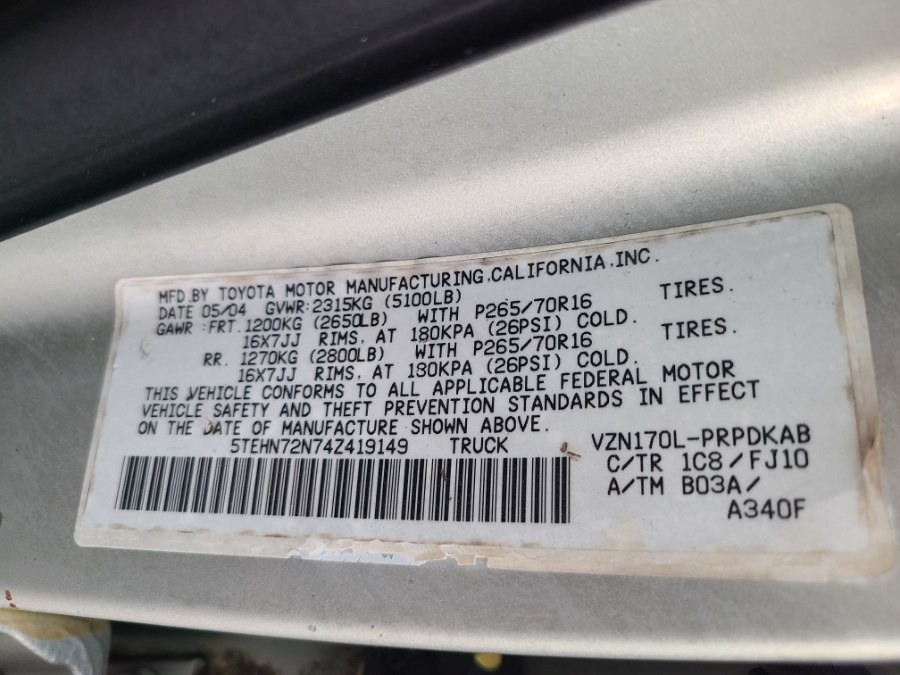 MFD.BY TOYOTA MOTOR MANUFACTURING,CALIFORNIA,INC.
DATE 05/04 GVWR:2315KG (5100LB)
GAWR :FRT. 1200KG (2650LB) WITH P265/70R16 TIRES.
16X7JJ RIMS, AT 180KPA (26PSI) COLD.
RR. 1270KG (2800LB) WITH P265/70R16 TIRES.
16X7JJ RIMS, AT 180KPA (26PSI) COLD.
THIS VEHICLE CONFORMS TO ALL APPLICABLE FEDERAL MOTOR
VEHICLE SAFETY AND THEFT PREVENTION STANDARDS IN EFFECT
ON THE DATE OF MANUFACTURE SHOWN ABOVE.
5TEHN72N74Z419149 TRUCK VZN170L-PRPDKAB
C/TR 1C8/FJ10
A/TM B03A/
A340F